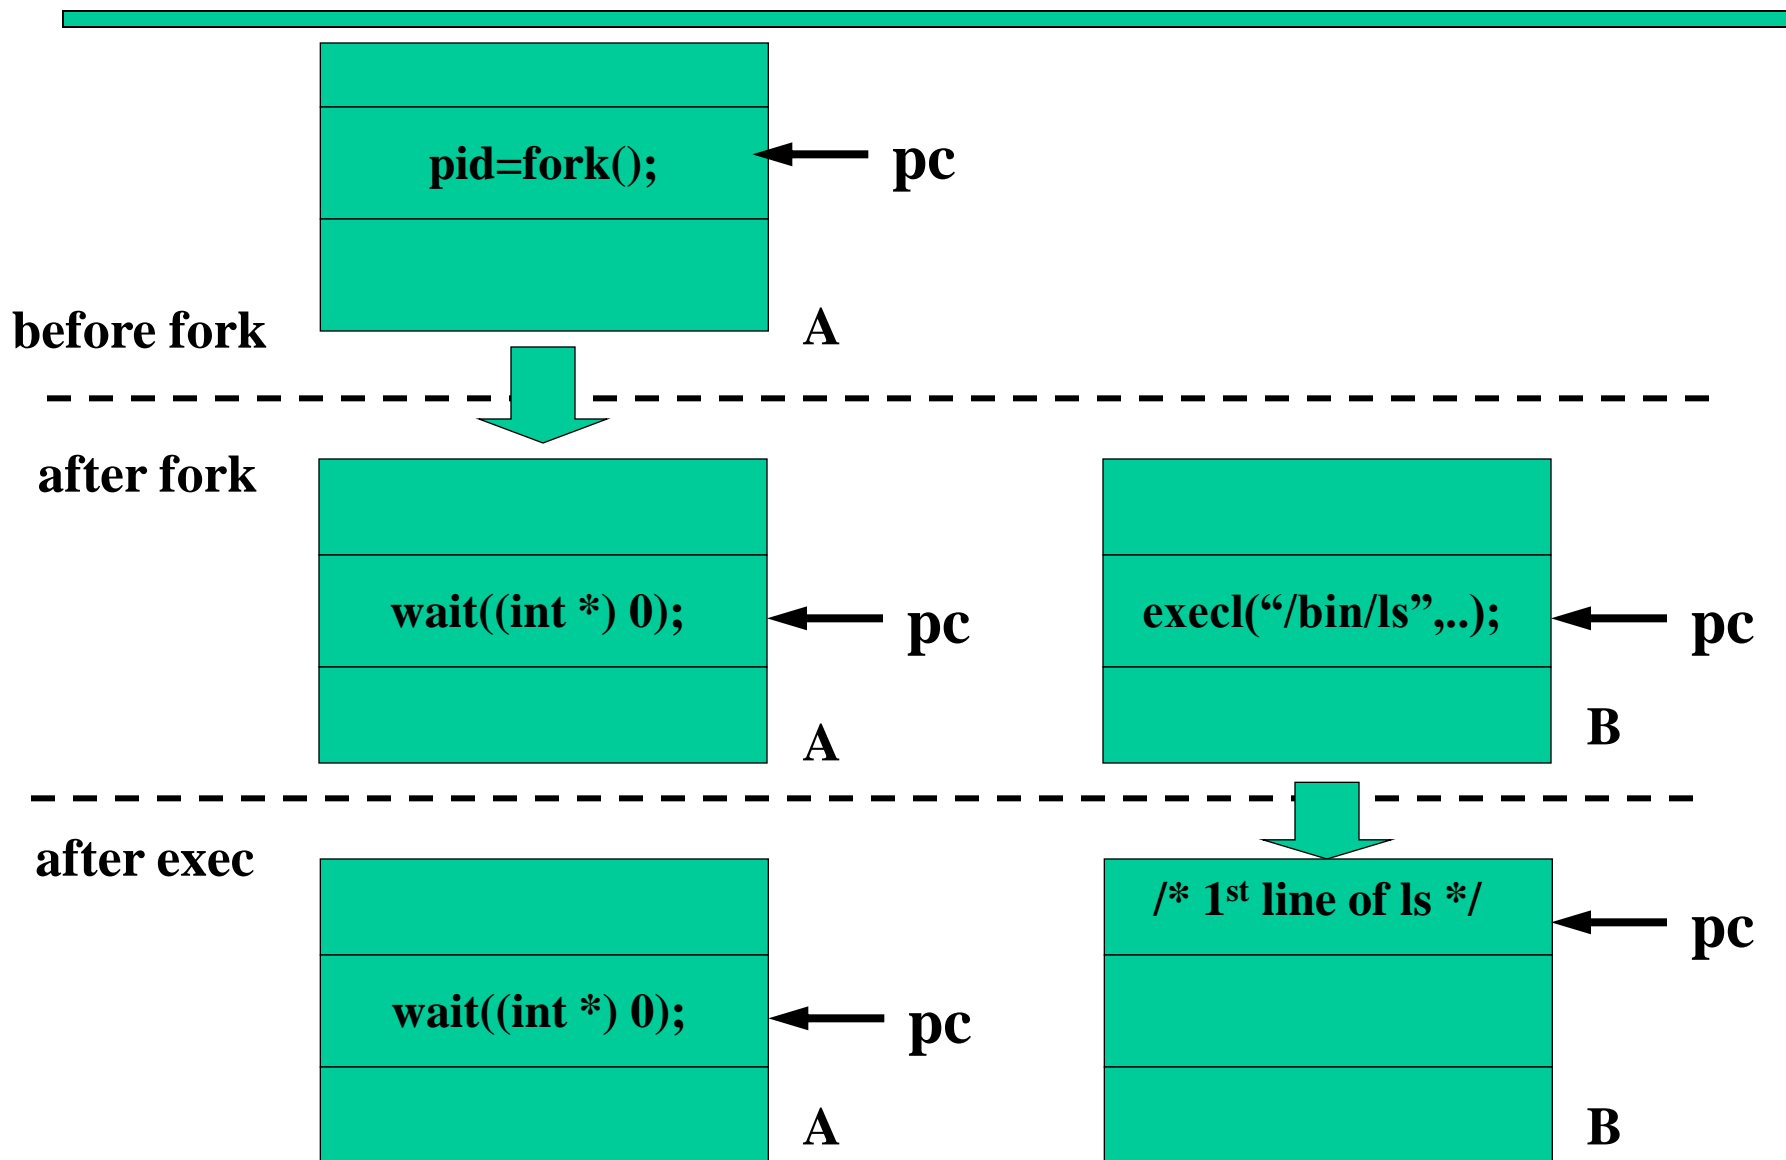 pid=fork();
pc
before fork
A
after fork
wait((int *) 0);
pc
execl(“/bin/ls”,..);
pc
A
B
after exec
/* 1st line of ls */
pc
wait((int *) 0);
pc
A
B